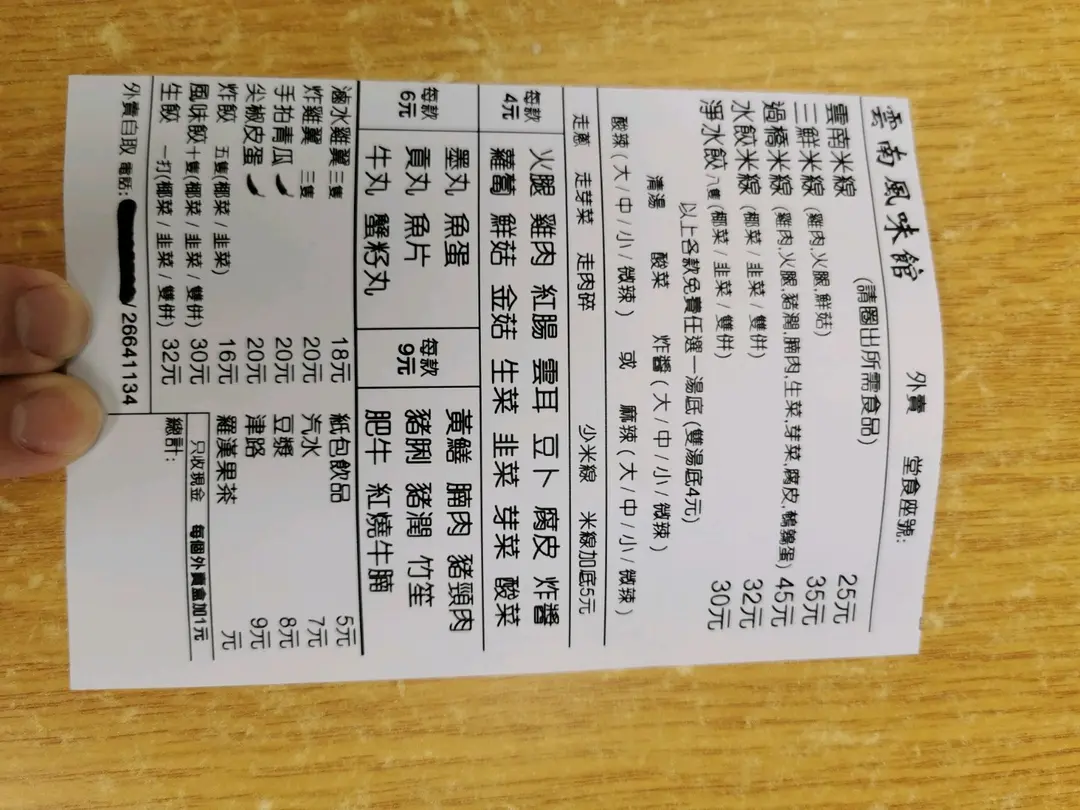 外賣 堂食座號:
雲南風味館
(請圈出所需食品)
雲南米線 25元
三鮮米線 (雞肉,火腿,鮮菇) 35元
過橋米線 (雞肉,火腿,豬潤,腩肉,生菜,芽菜,腐皮,鵪鶉蛋) 45元
水餃米線 (椰菜/韭菜/雙併) 32元
淨水餃 八隻 (椰菜/韭菜/雙併) 30元
以上各款免費任選一湯底 (雙湯底4元)
清湯 酸菜 炸醬 (大/中/小/微辣)
酸辣 (大/中/小/微辣) 或 麻辣 (大/中/小/微辣)
走蔥 走芽菜 走肉碎 少米線 米線加底5元
每款4元
火腿 雞肉 紅腸 雲耳 豆卜 腐皮 炸醬
蘿蔔 鮮菇 金菇 生菜 韭菜 芽菜 酸菜
每款6元
墨丸 魚蛋
貢丸 魚片
牛丸 蟹籽丸
每款9元
黃鱔 腩肉 豬頸肉
豬脷 豬潤 竹笙
肥牛 紅燒牛腩
滷水雞翼 三隻 18元
炸雞翼 三隻 20元
手拍青瓜 20元
尖椒皮蛋 20元
炸餃 五隻(椰菜/韭菜) 16元
風味餃 十隻(椰菜/韭菜/雙併) 30元
生餃 一打(椰菜/韭菜/雙併) 32元
紙包飲品 5元
汽水 7元
豆漿 8元
津路 9元
羅漢果茶 元
只收現金 每個外賣盒加1元
總計:
外賣自取 電話: /26641134